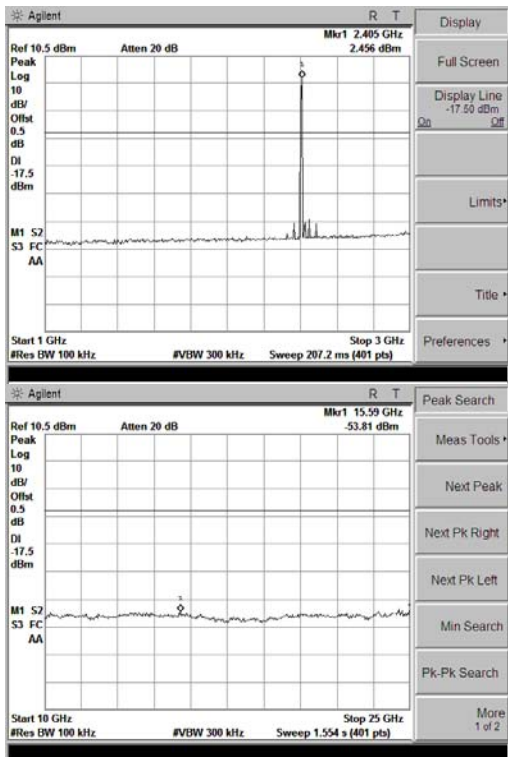 Agilent R T
Mkr1 2.405 GHz
Ref 10.5 dBm Atten 20 dB 2.456 dBm
Peak
Log
10
dB/
Offst
0.5
dB
DI
-17.5
dBm
M1 S2
S3 FC
AA
1
Start 1 GHz Stop 3 GHz
#Res BW 100 kHz #VBW 300 kHz Sweep 207.2 ms (401 pts)
Display
Full Screen
Display Line
-17.50 dBm
On Off
Limits
Title
Preferences
Agilent R T
Mkr1 15.59 GHz
Ref 10.5 dBm Atten 20 dB -53.81 dBm
Peak
Log
10
dB/
Offst
0.5
dB
DI
-17.5
dBm
M1 S2
S3 FC
AA
1
Start 10 GHz Stop 25 GHz
#Res BW 100 kHz #VBW 300 kHz Sweep 1.554 s (401 pts)
Peak Search
Meas Tools
Next Peak
Next Pk Right
Next Pk Left
Min Search
Pk-Pk Search
More
1 of 2